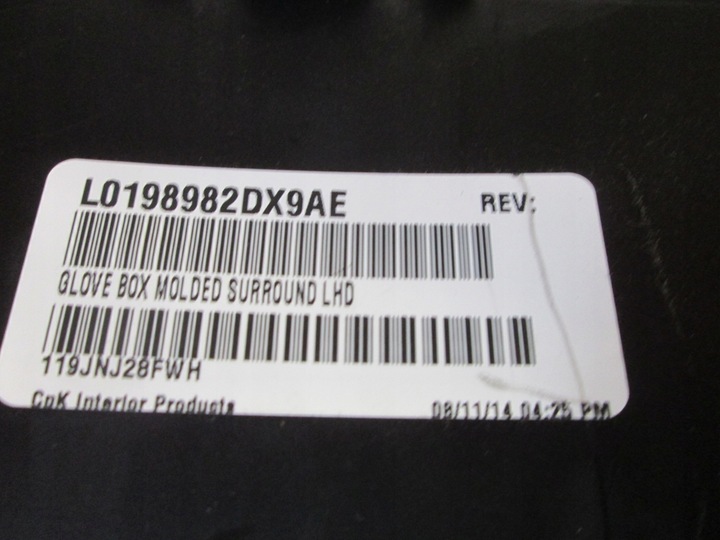 L0198982DX9AE REV:
GLOVE BOX MOLDED SURROUND LHD
119JNJ28FWH
CpK Interior Products 08/11/14 04:25 PM